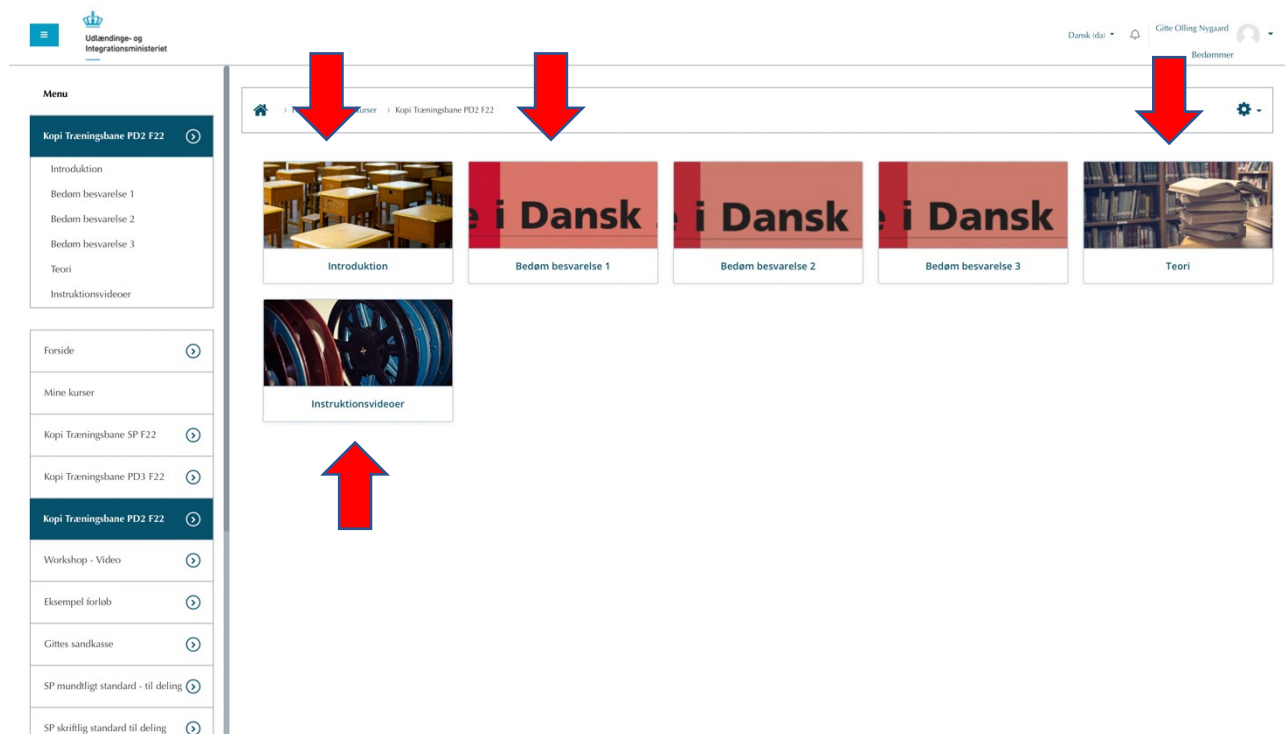 Udlændinge- og
Integrationsministeriet
Dansk (da)
Gitte Olling Nygaard
Bedømmer
Menu
Kopi Træningsbane PD2 F22
Introduktion
Bedøm besvarelse 1
Bedøm besvarelse 2
Bedøm besvarelse 3
Teori
Instruktionsvideoer
Forside
Mine kurser
Kopi Træningsbane SP F22
Kopi Træningsbane PD3 F22
Kopi Træningsbane PD2 F22
Workshop - Video
Eksempel forløb
Gittes sandkasse
SP mundtligt standard - til deling
SP skriftlig standard til deling
› Kopi Træningsbane PD2 F22
e i Dansk
i Dansk
i Dansk
Introduktion
Bedøm besvarelse 1
Bedøm besvarelse 2
Bedøm besvarelse 3
Teori
Instruktionsvideoer